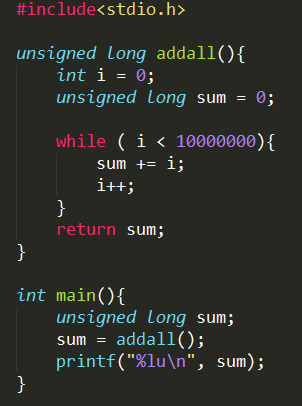 #include<stdio.h>
unsigned long addall(){
int i = 0;
unsigned long sum = 0;
while ( i < 10000000){
sum += i;
i++;
}
return sum;
}
int main(){
unsigned long sum;
sum = addall();
printf("%lu\n", sum);
}